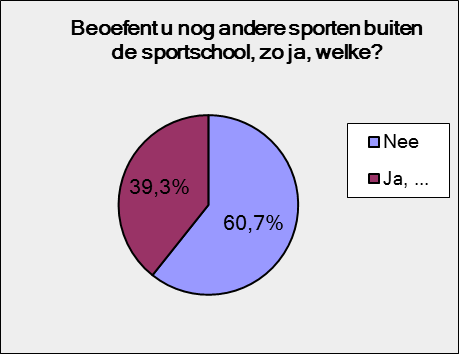 Beoefent u nog andere sporten buiten
de sportschool, zo ja, welke?
39,3%
60,7%
Nee
Ja, ...